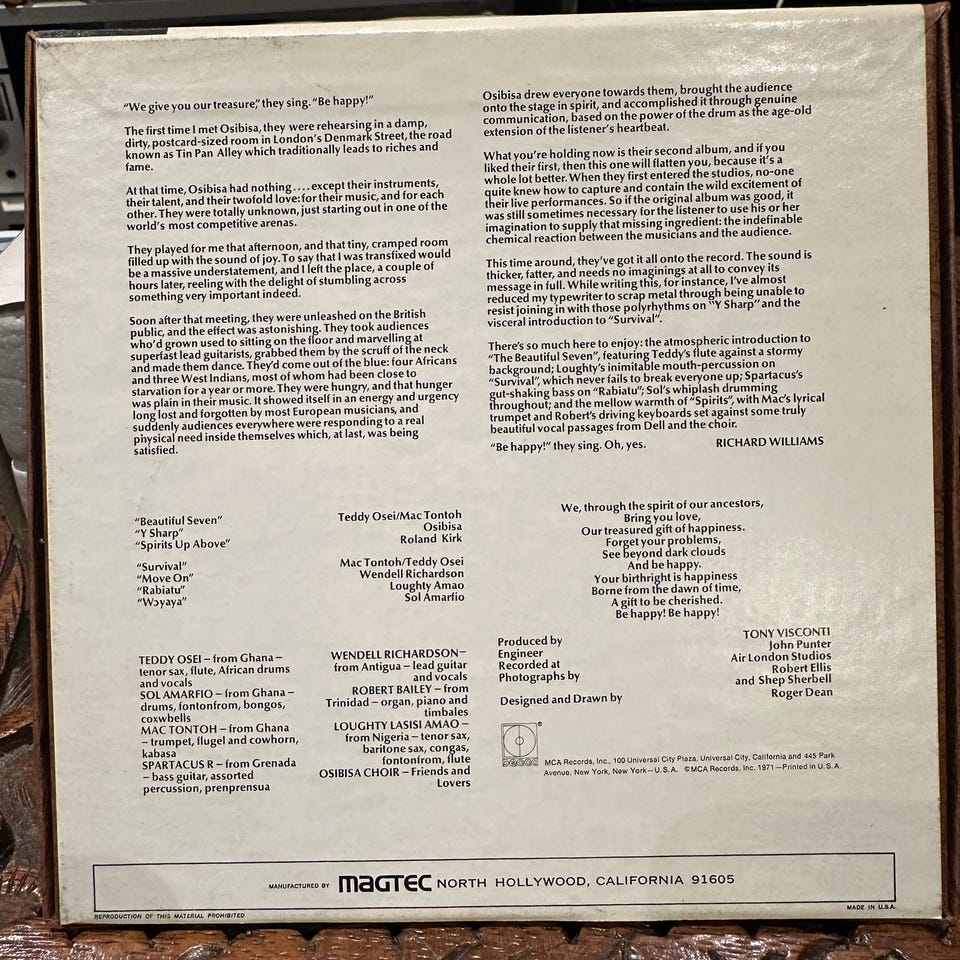 "We give you our treasure," they sing. "Be happy!"
The first time I met Osibisa, they were rehearsing in a damp,
dirty, postcard-sized room in London's Denmark Street, the road
known as Tin Pan Alley which traditionally leads to riches and
fame.
At that time, Osibisa had nothing....except their instruments,
their talent, and their twofold love: for their music, and for each
other. They were totally unknown, just starting out in one of the
world's most competitive arenas.
They played for me that afternoon, and that tiny, cramped room
filled up with the sound of joy. To say that I was transfixed would
be a massive understatement, and I left the place, a couple of
hours later, reeling with the delight of stumbling across
something very important indeed.
Soon after that meeting, they were unleashed on the British
public, and the effect was astonishing. They took audiences
who'd grown used to sitting on the floor and marvelling at
superfast lead guitarists, grabbed them by the scruff of the neck
and made them dance. They'd come out of the blue: four Africans
and three West Indians, most of whom had been close to
starvation for a year or more. They were hungry, and that hunger
was plain in their music. It showed itself in an energy and urgency
long lost and forgotten by most European musicians, and
suddenly audiences everywhere were responding to a real
physical need inside themselves which, at last, was being
satisfied.
Osibisa drew everyone towards them, brought the audience
onto the stage in spirit, and accomplished it through genuine
communication, based on the power of the drum as the age-old
extension of the listener's heartbeat.
What you're holding now is their second album, and if you
liked their first, then this one will flatten you, because it's a
whole lot better. When they first entered the studios, no-one
quite knew how to capture and contain the wild excitement of
their live performances. So if the original album was good, it
was still sometimes necessary for the listener to use his or her
imagination to supply that missing ingredient: the indefinable
chemical reaction between the musicians and the audience.
This time around, they've got it all onto the record. The sound is
thicker, fatter, and needs no imaginings at all to convey its
message in full. While writing this, for instance, I've almost
reduced my typewriter to scrap metal through being unable to
resist joining in with those polyrhythms on "Y Sharp" and the
visceral introduction to "Survival".
There's so much here to enjoy: the atmospheric introduction to
"The Beautiful Seven", featuring Teddy's flute against a stormy
background; Loughty's inimitable mouth-percussion on
"Survival", which never fails to break everyone up; Spartacus's
gut-shaking bass on "Rabiatu"; Sol's whiplash drumming
throughout; and the mellow warmth of "Spirits", with Mac's lyrical
trumpet and Robert's driving keyboards set against some truly
beautiful vocal passages from Dell and the choir.
"Be happy!" they sing. Oh, yes. RICHARD WILLIAMS
"Beautiful Seven" Teddy Osei/Mac Tontoh
"Y Sharp" Osibisa
"Spirits Up Above" Roland Kirk
"Survival" Mac Tontoh/Teddy Osei
"Move On" Wendell Richardson
"Rabiatu" Loughty Amao
"Wɔyaya" Sol Amarfio
We, through the spirit of our ancestors,
Bring you love,
Our treasured gift of happiness.
Forget your problems,
See beyond dark clouds
And be happy.
Your birthright is happiness
Borne from the dawn of time,
A gift to be cherished.
Be happy! Be happy!
TEDDY OSEI – from Ghana –
tenor sax, flute, African drums
and vocals
SOL AMARFIO – from Ghana –
drums, fontonfrom, bongos,
coxwbells
MAC TONTOH – from Ghana
– trumpet, flugel and cowhorn,
kabasa
SPARTACUS R – from Grenada
– bass guitar, assorted
percussion, prenprensua
WENDELL RICHARDSON–
from Antigua – lead guitar
and vocals
ROBERT BAILEY – from
Trinidad – organ, piano and
timbales
LOUGHTY LASISI AMAO –
from Nigeria – tenor sax,
baritone sax, congas,
fontonfrom, flute
OSIBISA CHOIR – Friends and
Lovers
Produced by TONY VISCONTI
Engineer John Punter
Recorded at Air London Studios
Photographs by Robert Ellis
and Shep Sherbell
Designed and Drawn by Roger Dean
MCA Records, Inc., 100 Universal City Plaza, Universal City, California and 445 Park
Avenue, New York, New York – U.S.A. ©MCA Records, Inc. 1971 – Printed in U.S.A.
MANUFACTURED BY MAGTEC NORTH HOLLYWOOD, CALIFORNIA 91605
REPRODUCTION OF THIS MATERIAL PROHIBITED MADE IN U.S.A.